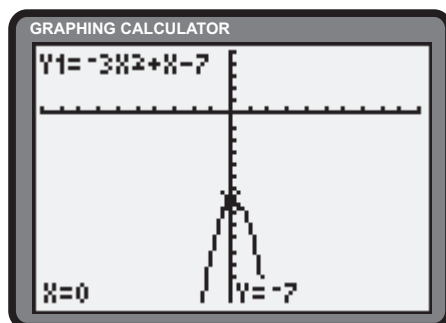 GRAPHING CALCULATOR
Y1=⁻3X²+X-7
X=0 Y=⁻7